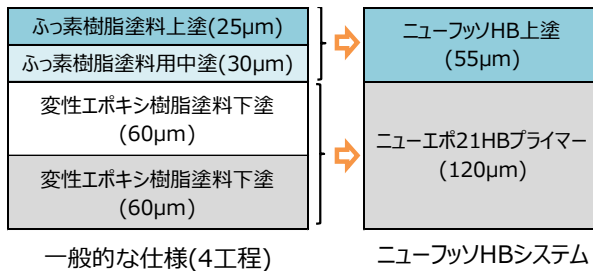 ふっ素樹脂塗料上塗(25μm)
ふっ素樹脂塗料用中塗(30μm)
変性エポキシ樹脂塗料下塗
(60μm)
変性エポキシ樹脂塗料下塗
(60μm)
一般的な仕様(4工程)
ニューフッソHB上塗
(55μm)
ニューエポ21HBプライマー
(120μm)
ニューフッソHBシステム